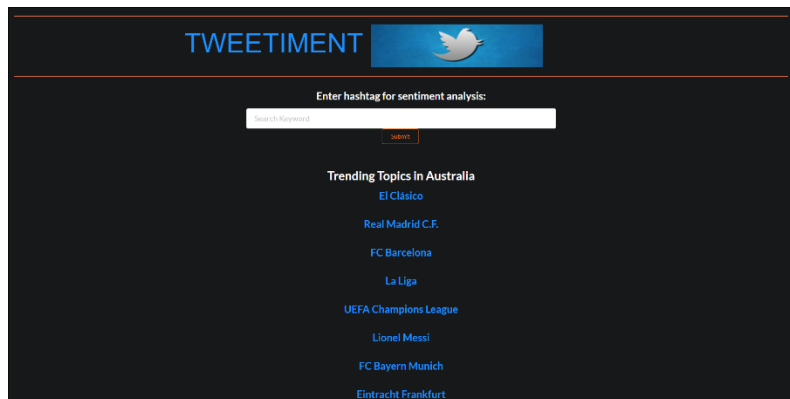 TWEETIMENT
Enter hashtag for sentiment analysis:
Search Keyword
Submit
Trending Topics in Australia
El Clásico
Real Madrid C.F.
FC Barcelona
La Liga
UEFA Champions League
Lionel Messi
FC Bayern Munich
Eintracht Frankfurt